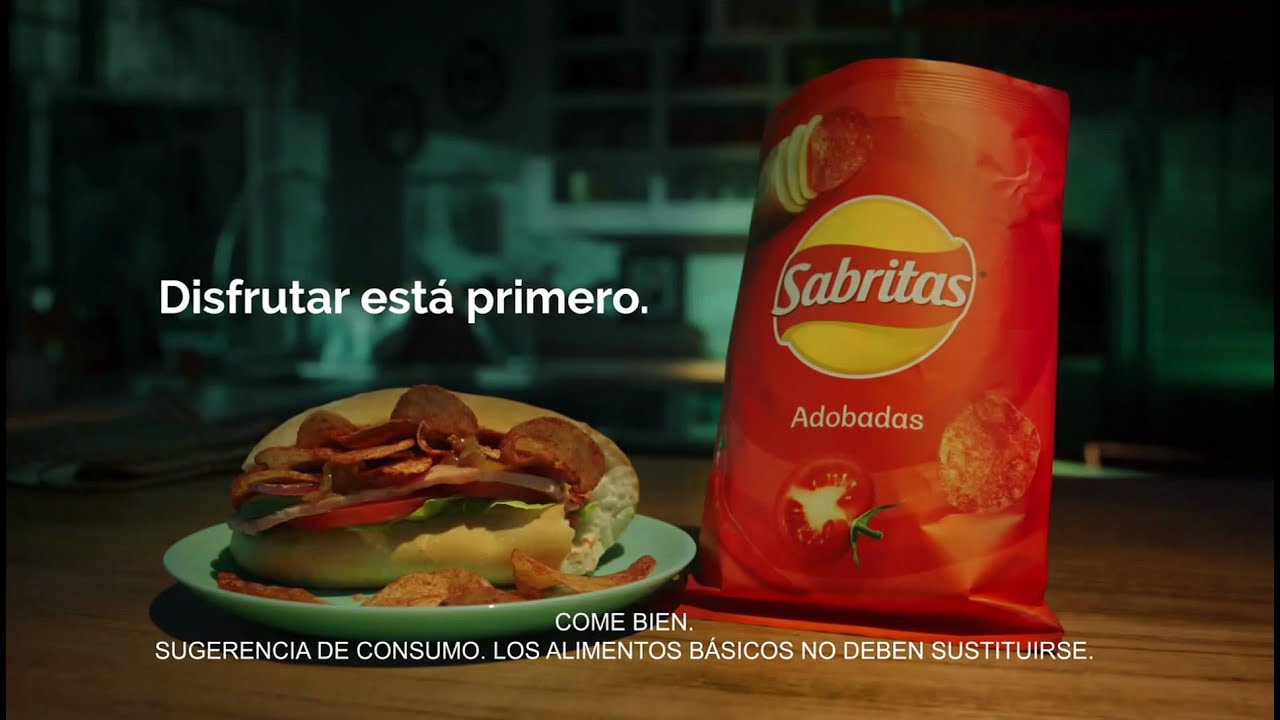 Disfrutar está primero.
Sabritas
Adobadas
COME BIEN.
SUGERENCIA DE CONSUMO. LOS ALIMENTOS BÁSICOS NO DEBEN SUSTITUIRSE.